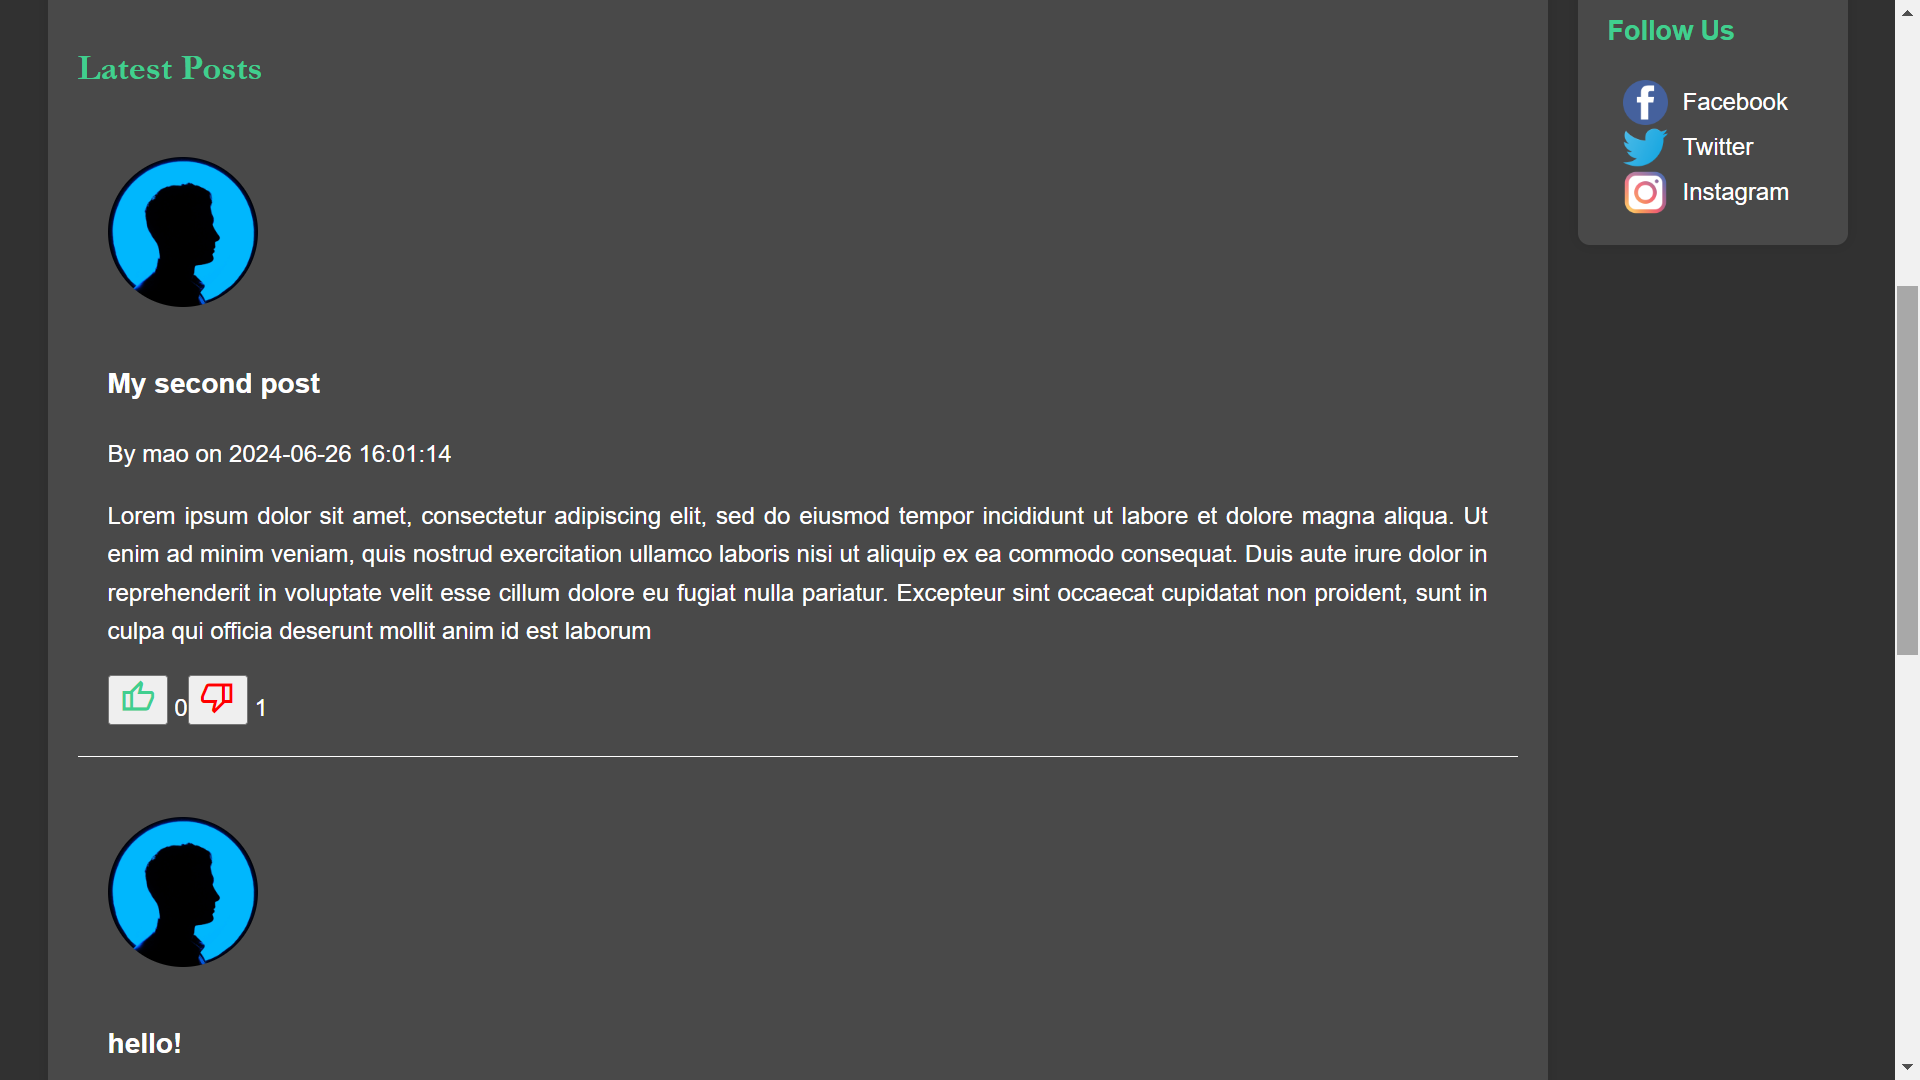 Latest Posts
My second post
By mao on 2024-06-26 16:01:14
Lorem ipsum dolor sit amet, consectetur adipiscing elit, sed do eiusmod tempor incididunt ut labore et dolore magna aliqua. Ut
enim ad minim veniam, quis nostrud exercitation ullamco laboris nisi ut aliquip ex ea commodo consequat. Duis aute irure dolor in
reprehenderit in voluptate velit esse cillum dolore eu fugiat nulla pariatur. Excepteur sint occaecat cupidatat non proident, sunt in
culpa qui officia deserunt mollit anim id est laborum
0 1
hello!
Follow Us
Facebook
Twitter
Instagram